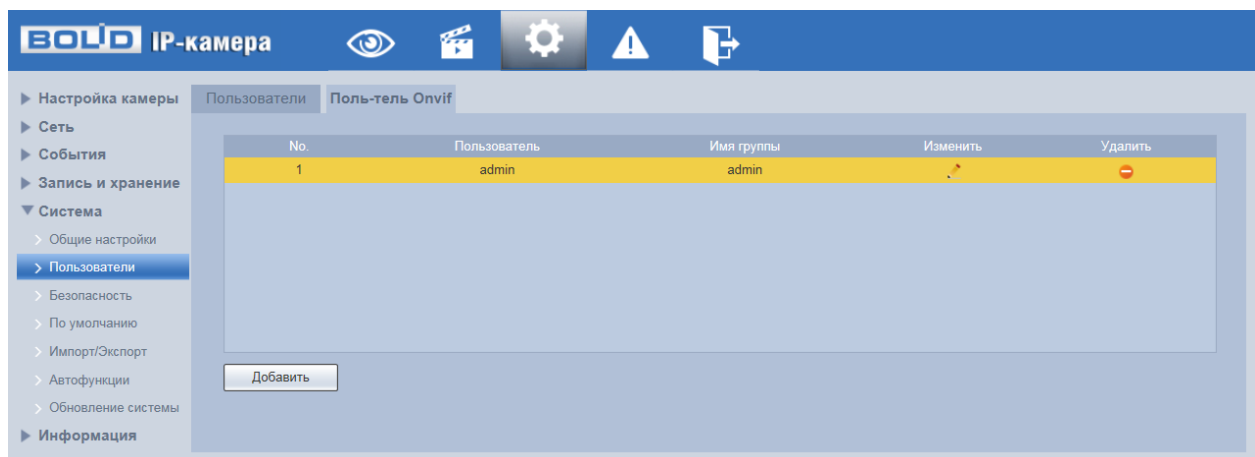 BOLID IP-камера
Настройка камеры
Сеть
События
Запись и хранение
Система
Общие настройки
Пользователи
Безопасность
По умолчанию
Импорт/Экспорт
Автофункции
Обновление системы
Информация
Пользователи Поль-тель Onvif
No. Пользователь Имя группы Изменить Удалить
1 admin admin
Добавить